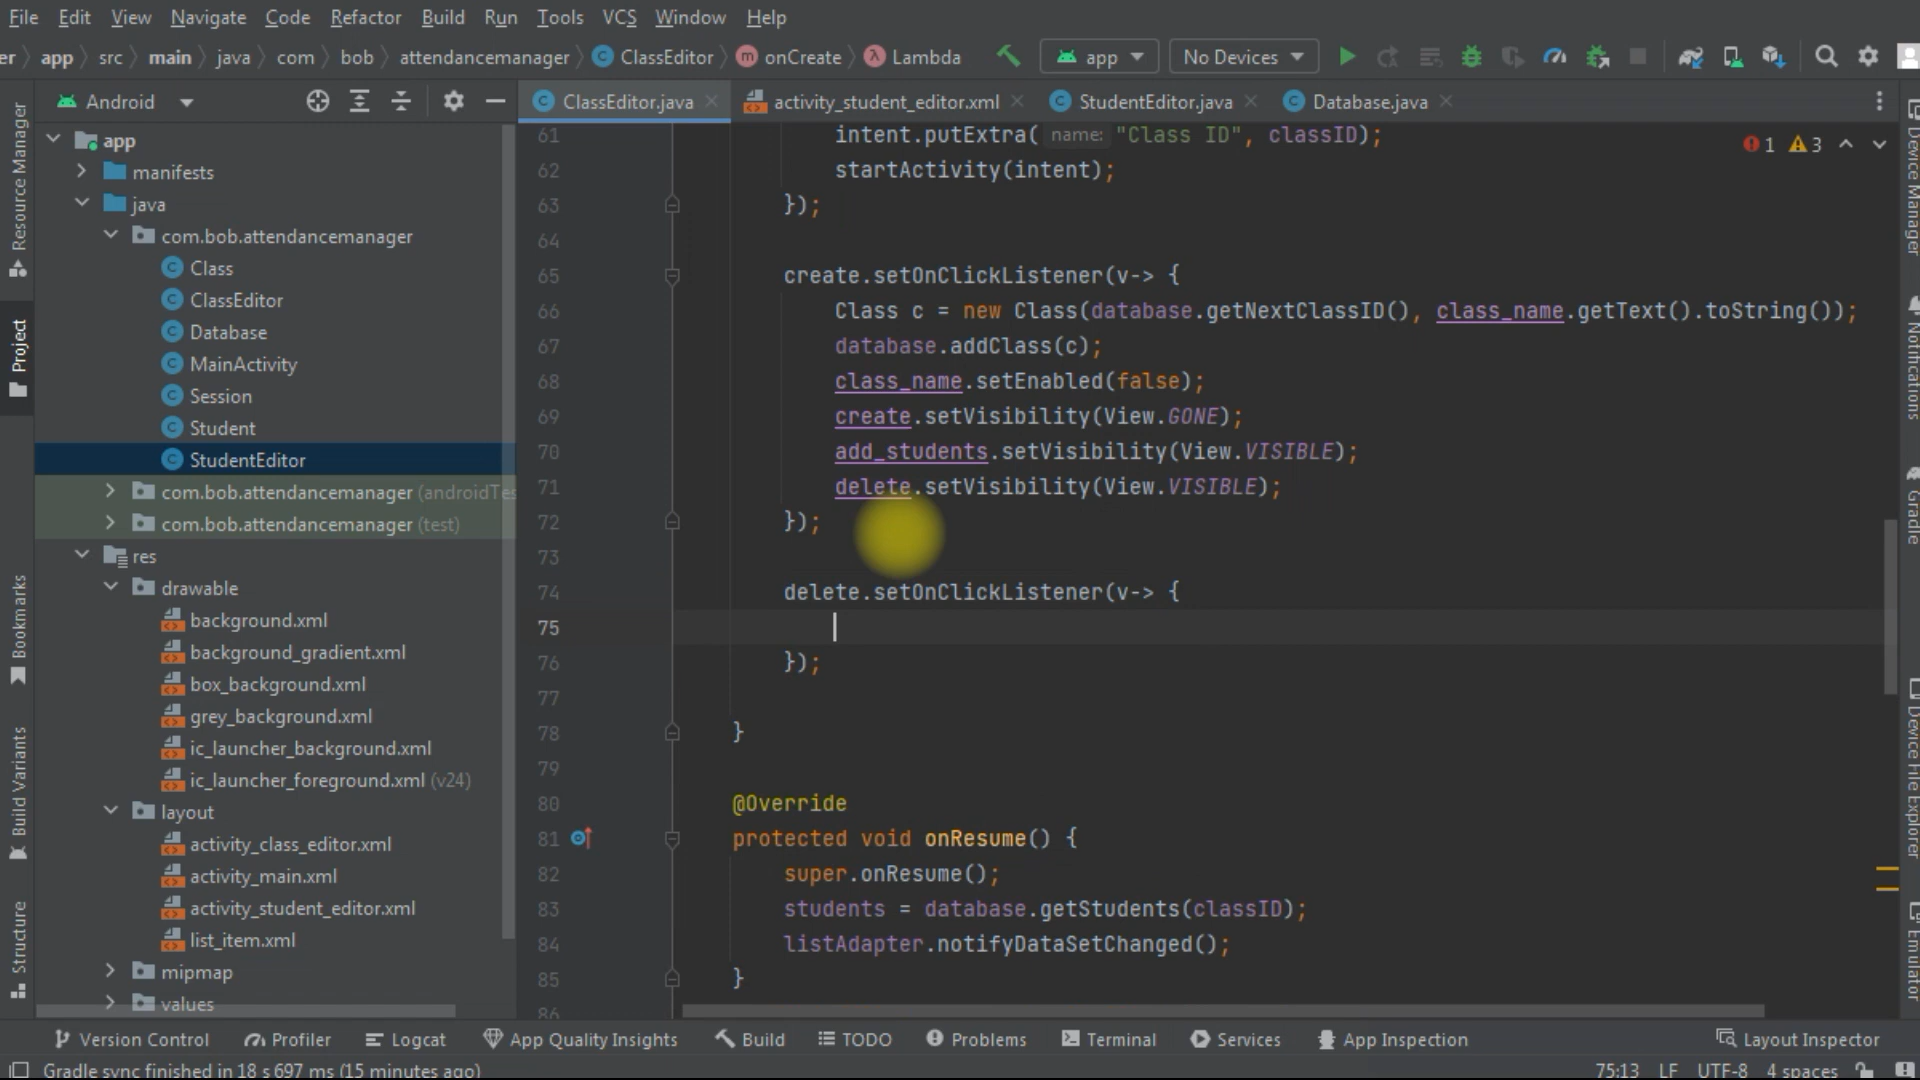 File Edit View Navigate Code Refactor Build Run Tools VCS Window Help
er app src main java com bob attendancemanager ClassEditor onCreate Lambda app No Devices
Android
ClassEditor.java activity_student_editor.xml StudentEditor.java Database.java
Resource Manager
Project
Bookmarks
Build Variants
Structure
app
manifests
java
com.bob.attendancemanager
Class
ClassEditor
Database
MainActivity
Session
Student
StudentEditor
com.bob.attendancemanager (androidTes
com.bob.attendancemanager (test)
res
drawable
background.xml
background_gradient.xml
box_background.xml
grey_background.xml
ic_launcher_background.xml
ic_launcher_foreground.xml (v24)
layout
activity_class_editor.xml
activity_main.xml
activity_student_editor.xml
list_item.xml
mipmap
values
1 3
61 intent.putExtra( name: "Class ID", classID);
62 startActivity(intent);
63 });
64
65 create.setOnClickListener(v-> {
66 Class c = new Class(database.getNextClassID(), class_name.getText().toString());
67 database.addClass(c);
68 class_name.setEnabled(false);
69 create.setVisibility(View.GONE);
70 add_students.setVisibility(View.VISIBLE);
71 delete.setVisibility(View.VISIBLE);
72 });
73
74 delete.setOnClickListener(v-> {
75
76 });
77
78 }
79
80 @Override
81 protected void onResume() {
82 super.onResume();
83 students = database.getStudents(classID);
84 listAdapter.notifyDataSetChanged();
85 }
86
Device Manager
Notifications
Gradle
Device File Explorer
Emulator
Version Control Profiler Logcat App Quality Insights Build TODO Problems Terminal Services App Inspection Layout Inspector
Gradle sync finished in 18 s 697 ms (15 minutes ago) 75:13 LF UTF-8 4 spaces